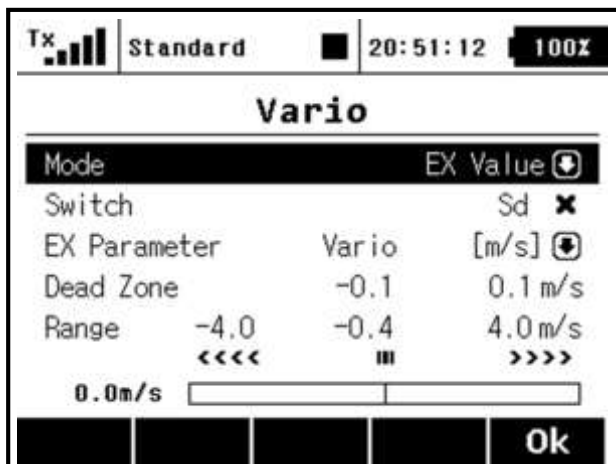 Tx Standard 20:51:12 100%
Vario
Mode EX Value
Switch Sd
EX Parameter Vario [m/s]
Dead Zone -0.1 0.1 m/s
Range -4.0 -0.4 4.0 m/s
<<<< >>>>
0.0m/s
Ok